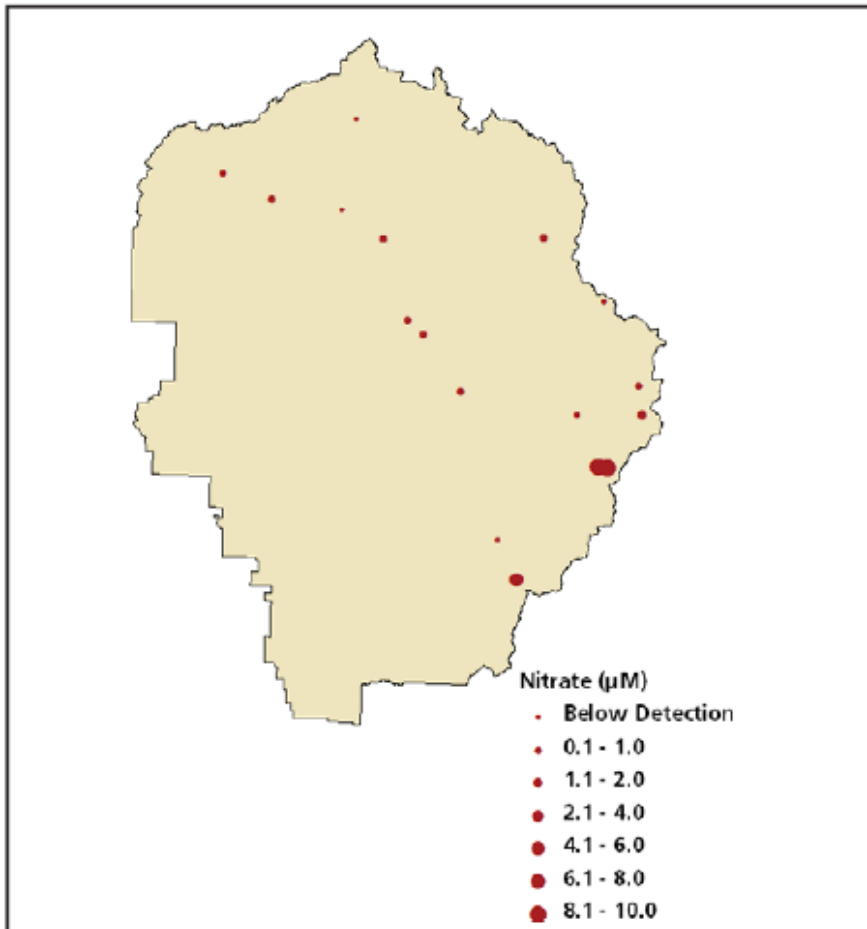 Nitrate (µM)
Below Detection
0.1 - 1.0
1.1 - 2.0
2.1 - 4.0
4.1 - 6.0
6.1 - 8.0
8.1 - 10.0